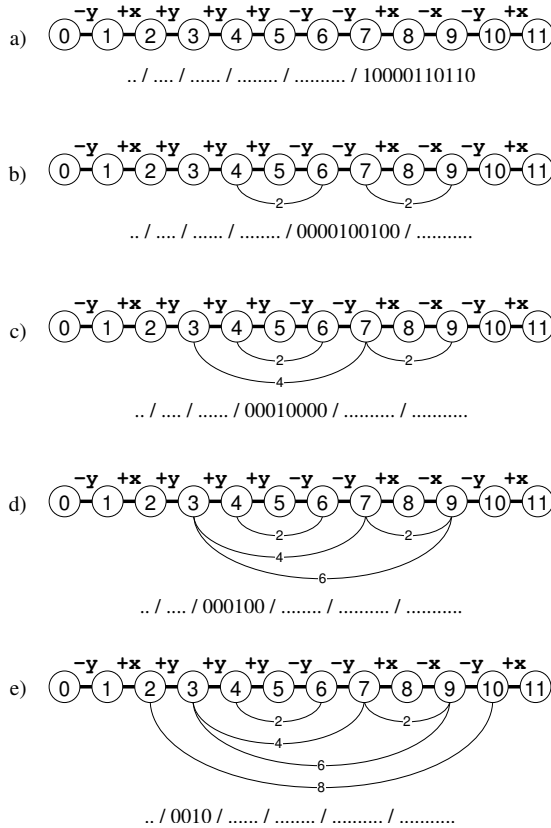 −y +x +y +y +y −y −y +x −x −y +x
a) 0 1 2 3 4 5 6 7 8 9 10 11
.. / .... / ...... / ........ / .......... / 10000110110
−y +x +y +y +y −y −y +x −x −y +x
b) 0 1 2 3 4 5 6 7 8 9 10 11
2 2
.. / .... / ...... / ........ / 0000100100 / ...........
−y +x +y +y +y −y −y +x −x −y +x
c) 0 1 2 3 4 5 6 7 8 9 10 11
2 2
4
.. / .... / ...... / 00010000 / .......... / ...........
−y +x +y +y +y −y −y +x −x −y +x
d) 0 1 2 3 4 5 6 7 8 9 10 11
2 2
4
6
.. / .... / 000100 / ........ / .......... / ...........
−y +x +y +y +y −y −y +x −x −y +x
e) 0 1 2 3 4 5 6 7 8 9 10 11
2 2
4
6
8
.. / 0010 / ...... / ........ / .......... / ...........